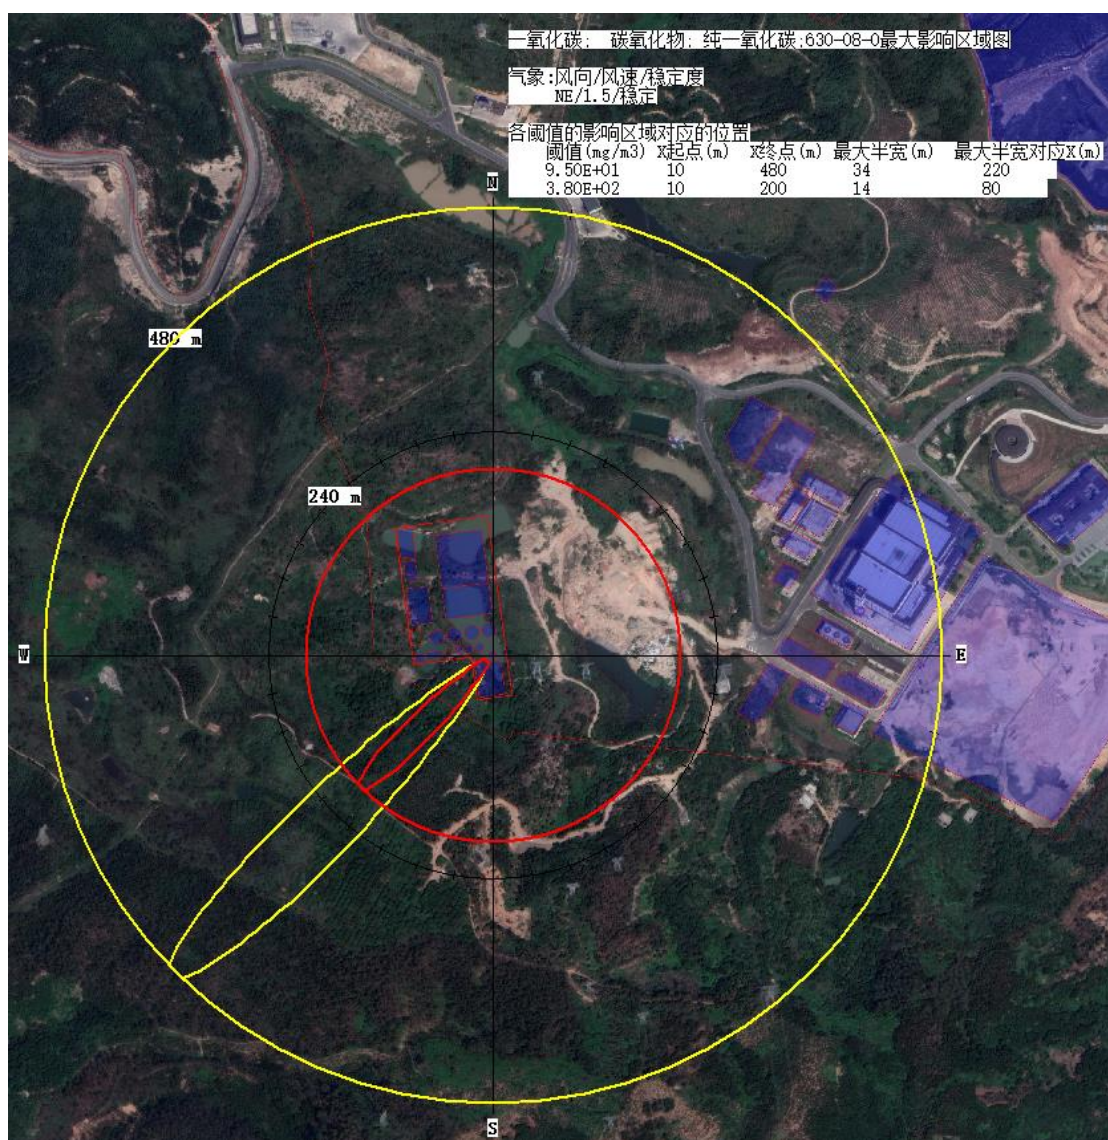 一氧化碳; 碳氧化物; 纯一氧化碳;630-08-0最大影响区域图
气象:风向/风速/稳定度
NE/1.5/稳定
各阈值的影响区域对应的位置
阈值(mg/m3) X起点(m) X终点(m) 最大半宽(m) 最大半宽对应X(m)
9.50E+01 10 480 34 220
3.80E+02 10 200 14 80
N
480 m
240 m
W
E
S